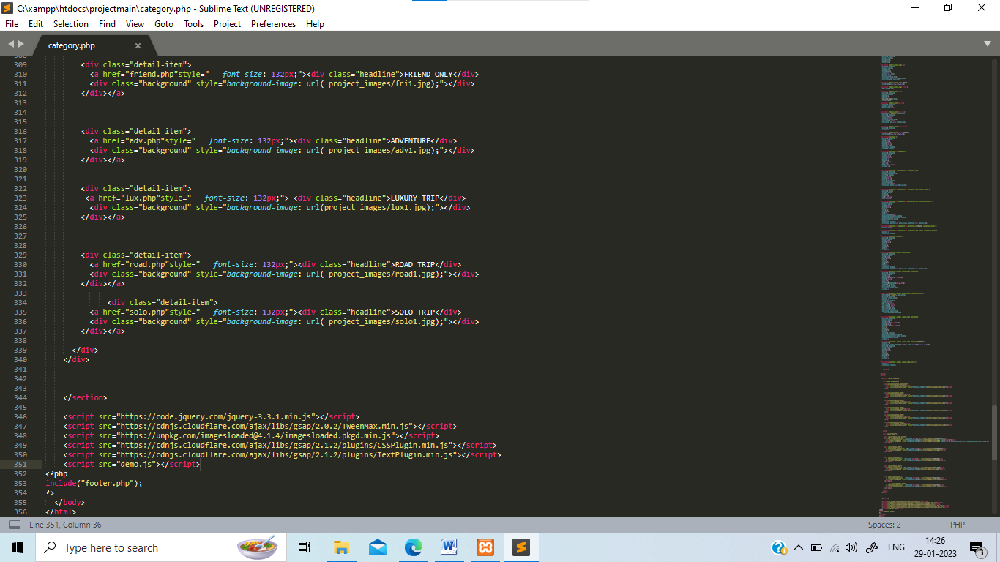 C:\xampp\htdocs\projectmain\category.php - Sublime Text (UNREGISTERED)
File Edit Selection Find View Goto Tools Project Preferences Help
category.php
308
309 <div class="detail-item">
310 <a href="friend.php"style=" font-size: 132px;"><div class="headline">FRIEND ONLY</div>
311 <div class="background" style="background-image: url( project_images/fri1.jpg);"></div>
312 </div></a>
313
314
315
316 <div class="detail-item">
317 <a href="adv.php"style=" font-size: 132px;"><div class="headline">ADVENTURE</div>
318 <div class="background" style="background-image: url( project_images/adv1.jpg);"></div>
319 </div></a>
320
321
322 <div class="detail-item">
323 <a href="lux.php"style=" font-size: 132px;"> <div class="headline">LUXURY TRIP</div>
324 <div class="background" style="background-image: url(project_images/lux1.jpg);"></div>
325 </div></a>
326
327
328
329 <div class="detail-item">
330 <a href="road.php"style=" font-size: 132px;"><div class="headline">ROAD TRIP</div>
331 <div class="background" style="background-image: url( project_images/road1.jpg);"></div>
332 </div></a>
333
334 <div class="detail-item">
335 <a href="solo.php"style=" font-size: 132px;"><div class="headline">SOLO TRIP</div>
336 <div class="background" style="background-image: url( project_images/solo1.jpg);"></div>
337 </div></a>
338
339 </div>
340 </div>
341
342
343
344 </section>
345
346 <script src="https://code.jquery.com/jquery-3.3.1.min.js"></script>
347 <script src="https://cdnjs.cloudflare.com/ajax/libs/gsap/2.0.2/TweenMax.min.js"></script>
348 <script src="https://unpkg.com/imagesloaded@4.1.4/imagesloaded.pkgd.min.js"></script>
349 <script src="https://cdnjs.cloudflare.com/ajax/libs/gsap/2.1.2/plugins/CSSPlugin.min.js"></script>
350 <script src="https://cdnjs.cloudflare.com/ajax/libs/gsap/2.1.2/plugins/TextPlugin.min.js"></script>
351 <script src="demo.js"></script>
352 <?php
353 include("footer.php");
354 ?>
355 </body>
356 </html>
Line 351, Column 36 Spaces: 2 PHP
Type here to search
ENG 14:26
29-01-2023
3